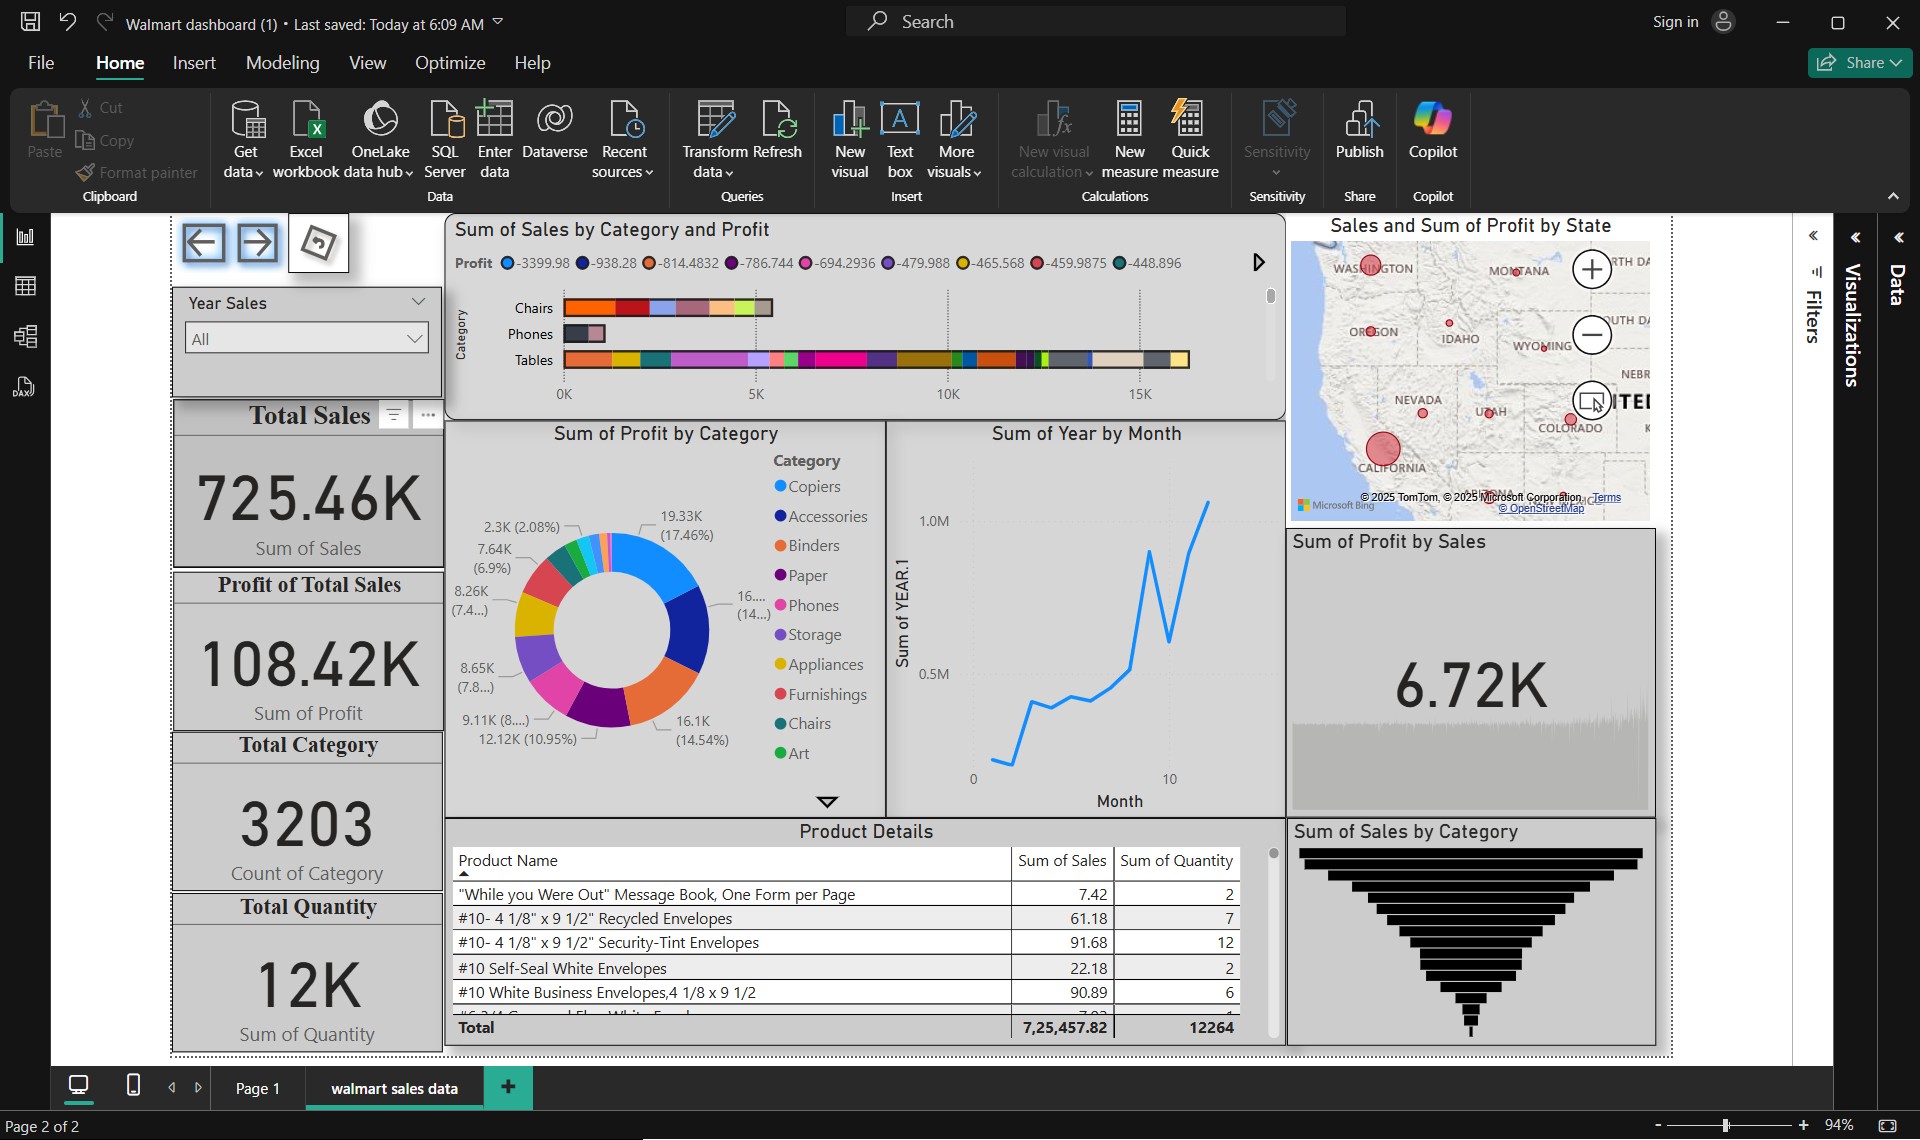 Walmart dashboard (1) • Last saved: Today at 6:09 AM
Search
Sign in
File
Home
Insert
Modeling
View
Optimize
Help
Share
Paste
Cut
Copy
Format painter
Clipboard
Get data
Excel workbook
OneLake data hub
SQL Server
Enter data
Dataverse
Recent sources
Data
Transform data
Refresh
Queries
New visual
Text box
More visuals
Insert
New visual calculation
New measure
Quick measure
Calculations
Sensitivity
Sensitivity
Publish
Share
Copilot
Copilot
Year Sales
All
Total Sales
725.46K
Sum of Sales
Profit of Total Sales
108.42K
Sum of Profit
Total Category
3203
Count of Category
Total Quantity
12K
Sum of Quantity
Sum of Sales by Category and Profit
Profit -3399.98 -938.28 -814.4832 -786.744 -694.2936 -479.988 -465.568 -459.9875 -448.896
Category
Chairs
Phones
Tables
0K 5K 10K 15K
Sum of Profit by Category
19.33K (17.46%)
16.... (14...)
16.1K (14.54%)
12.12K (10.95%)
9.11K (8....)
8.65K (7.8...)
8.26K (7.4...)
7.64K (6.9%)
2.3K (2.08%)
Category
Copiers
Accessories
Binders
Paper
Phones
Storage
Appliances
Furnishings
Chairs
Art
Sum of Year by Month
Sum of YEAR.1
1.0M
0.5M
0 10
Month
Sales and Sum of Profit by State
WASHINGTON
MONTANA
RTH DA
OREGON
IDAHO
OUTH DA
WYOMING
NEBR
NEVADA
UTAH
ITED
COLORADO
CALIFORNIA
Microsoft Bing
© 2025 TomTom, © 2025 Microsoft Corporation, Terms
© OpenStreetMap
Sum of Profit by Sales
6.72K
Sum of Sales by Category
Product Details
Product Name Sum of Sales Sum of Quantity
"While you Were Out" Message Book, One Form per Page 7.42 2
#10- 4 1/8" x 9 1/2" Recycled Envelopes 61.18 7
#10- 4 1/8" x 9 1/2" Security-Tint Envelopes 91.68 12
#10 Self-Seal White Envelopes 22.18 2
#10 White Business Envelopes,4 1/8 x 9 1/2 90.89 6
Total 7,25,457.82 12264
Filters
Visualizations
Data
DAX
Page 1
walmart sales data
Page 2 of 2
94%